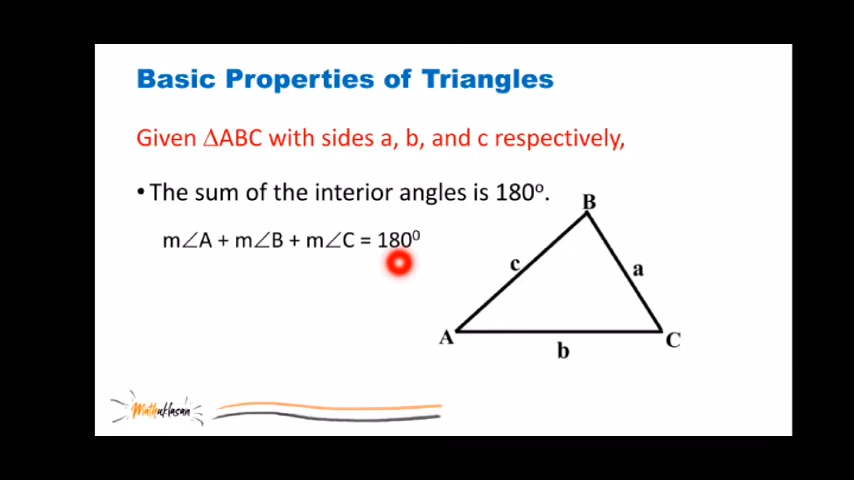 Basic Properties of Triangles
Given ∆ABC with sides a, b, and c respectively,
•The sum of the interior angles is 180º.
m∠A + m∠B + m∠C = 180⁰
B
c
a
A
C
b
Mathuklasan